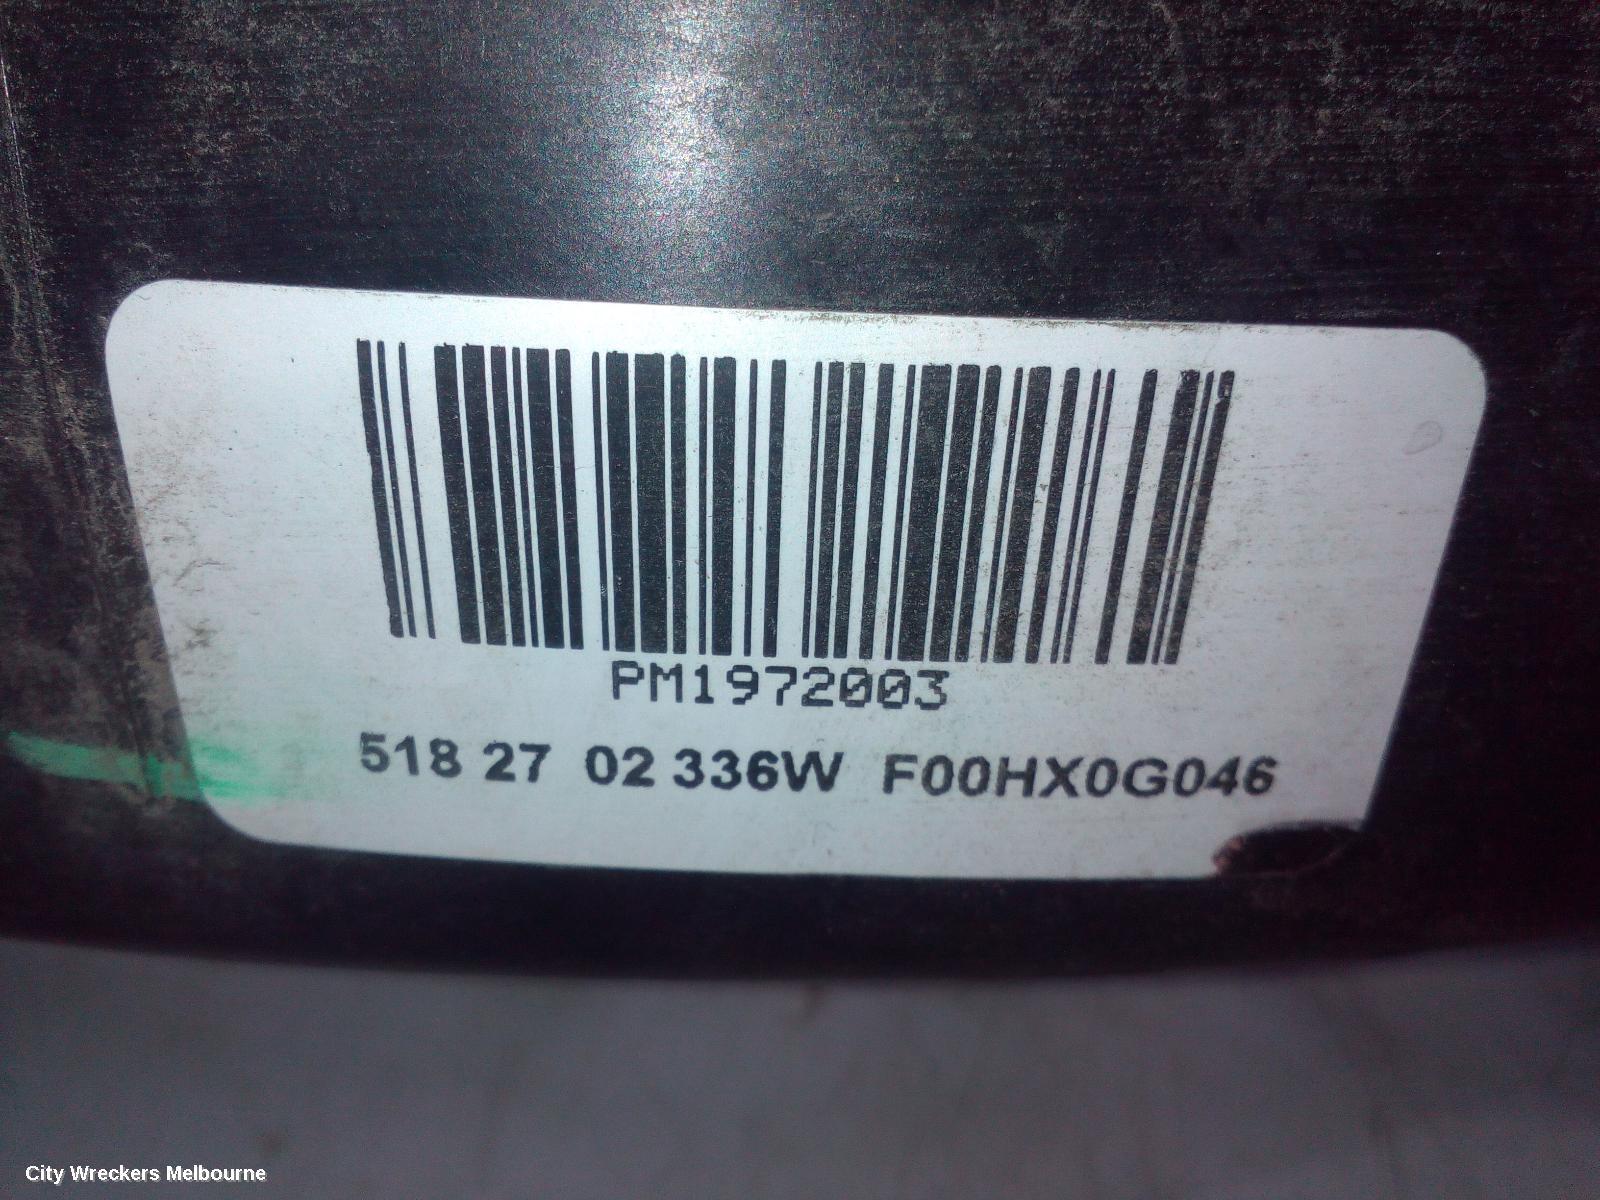 PM1972003
518 27 02 336W F00HX0G046
City Wreckers Melbourne